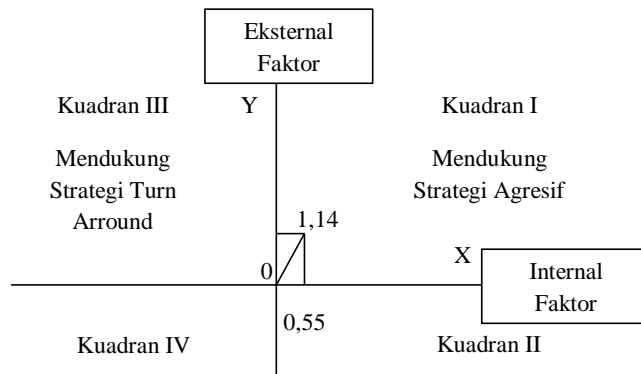 Eksternal
Faktor
Kuadran III
Y
Kuadran I
Mendukung
Strategi Turn
Arround
Mendukung
Strategi Agresif
1,14
X
0
Internal
Faktor
0,55
Kuadran IV
Kuadran II